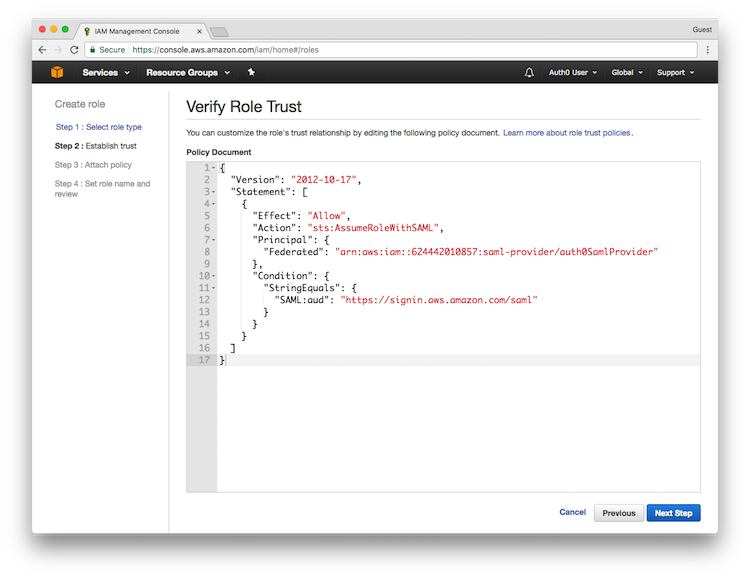 IAM Management Console
Guest
Secure https://console.aws.amazon.com/iam/home#/roles
Services Resource Groups Auth0 User Global Support
Create role
Step 1 : Select role type
Step 2 : Establish trust
Step 3 : Attach policy
Step 4 : Set role name and
review
Verify Role Trust
You can customize the role's trust relationship by editing the following policy document. Learn more about role trust policies.
Policy Document
1 {
2 "Version": "2012-10-17",
3 "Statement": [
4 {
5 "Effect": "Allow",
6 "Action": "sts:AssumeRoleWithSAML",
7 "Principal": {
8 "Federated": "arn:aws:iam::624442010857:saml-provider/auth0SamlProvider"
9 },
10 "Condition": {
11 "StringEquals": {
12 "SAML:aud": "https://signin.aws.amazon.com/saml"
13 }
14 }
15 }
16 ]
17 }
Cancel Previous Next Step